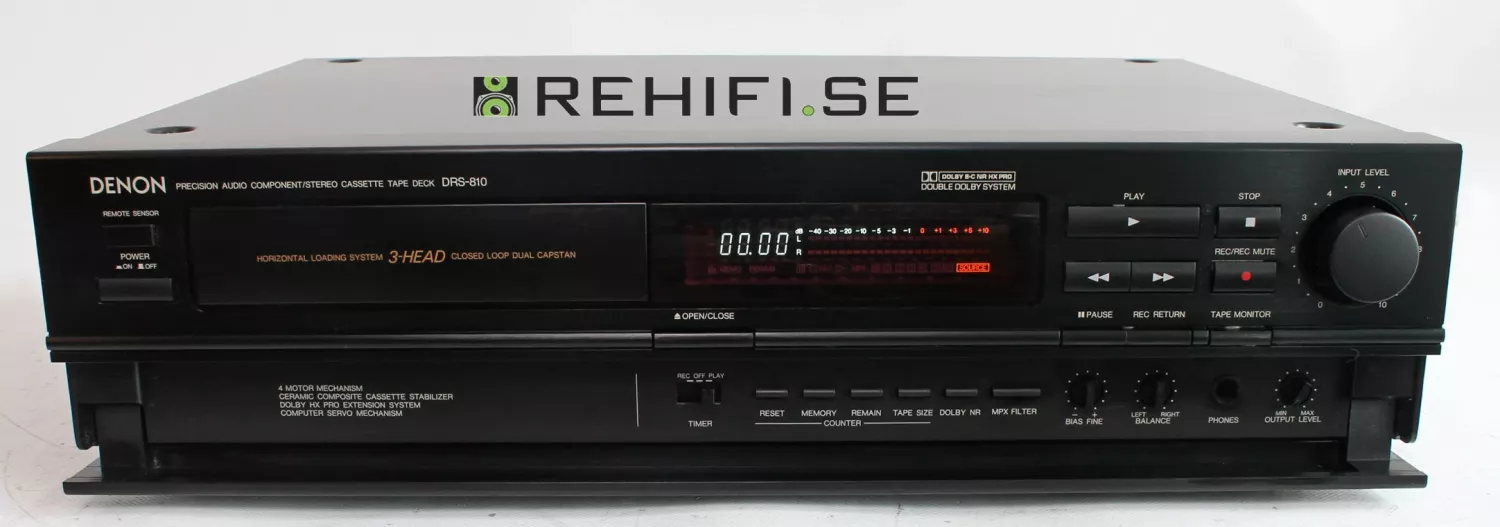 REHIFI.SE
DENON PRECISION AUDIO COMPONENT/STEREO CASSETTE TAPE DECK DRS-810
DOLBY B-C NR HX PRO
DOUBLE DOLBY SYSTEM
REMOTE SENSOR
POWER
ON OFF
HORIZONTAL LOADING SYSTEM 3-HEAD CLOSED LOOP DUAL CAPSTAN
00.00
dB -40 -30 -20 -10 -5 -3 -1 0 +1 +3 +5 +10
L
R
SOURCE
OPEN/CLOSE
PLAY
STOP
REC/REC MUTE
PAUSE REC RETURN TAPE MONITOR
INPUT LEVEL
0 1 2 3 4 5 6 7 8 10
4 MOTOR MECHANISM
CERAMIC COMPOSITE CASSETTE STABILIZER
DOLBY HX PRO EXTENSION SYSTEM
COMPUTER SERVO MECHANISM
REC OFF PLAY
TIMER
RESET MEMORY REMAIN TAPE SIZE DOLBY NR MPX FILTER
COUNTER
- +
BIAS FINE
LEFT RIGHT
BALANCE
PHONES
MIN MAX
OUTPUT LEVEL